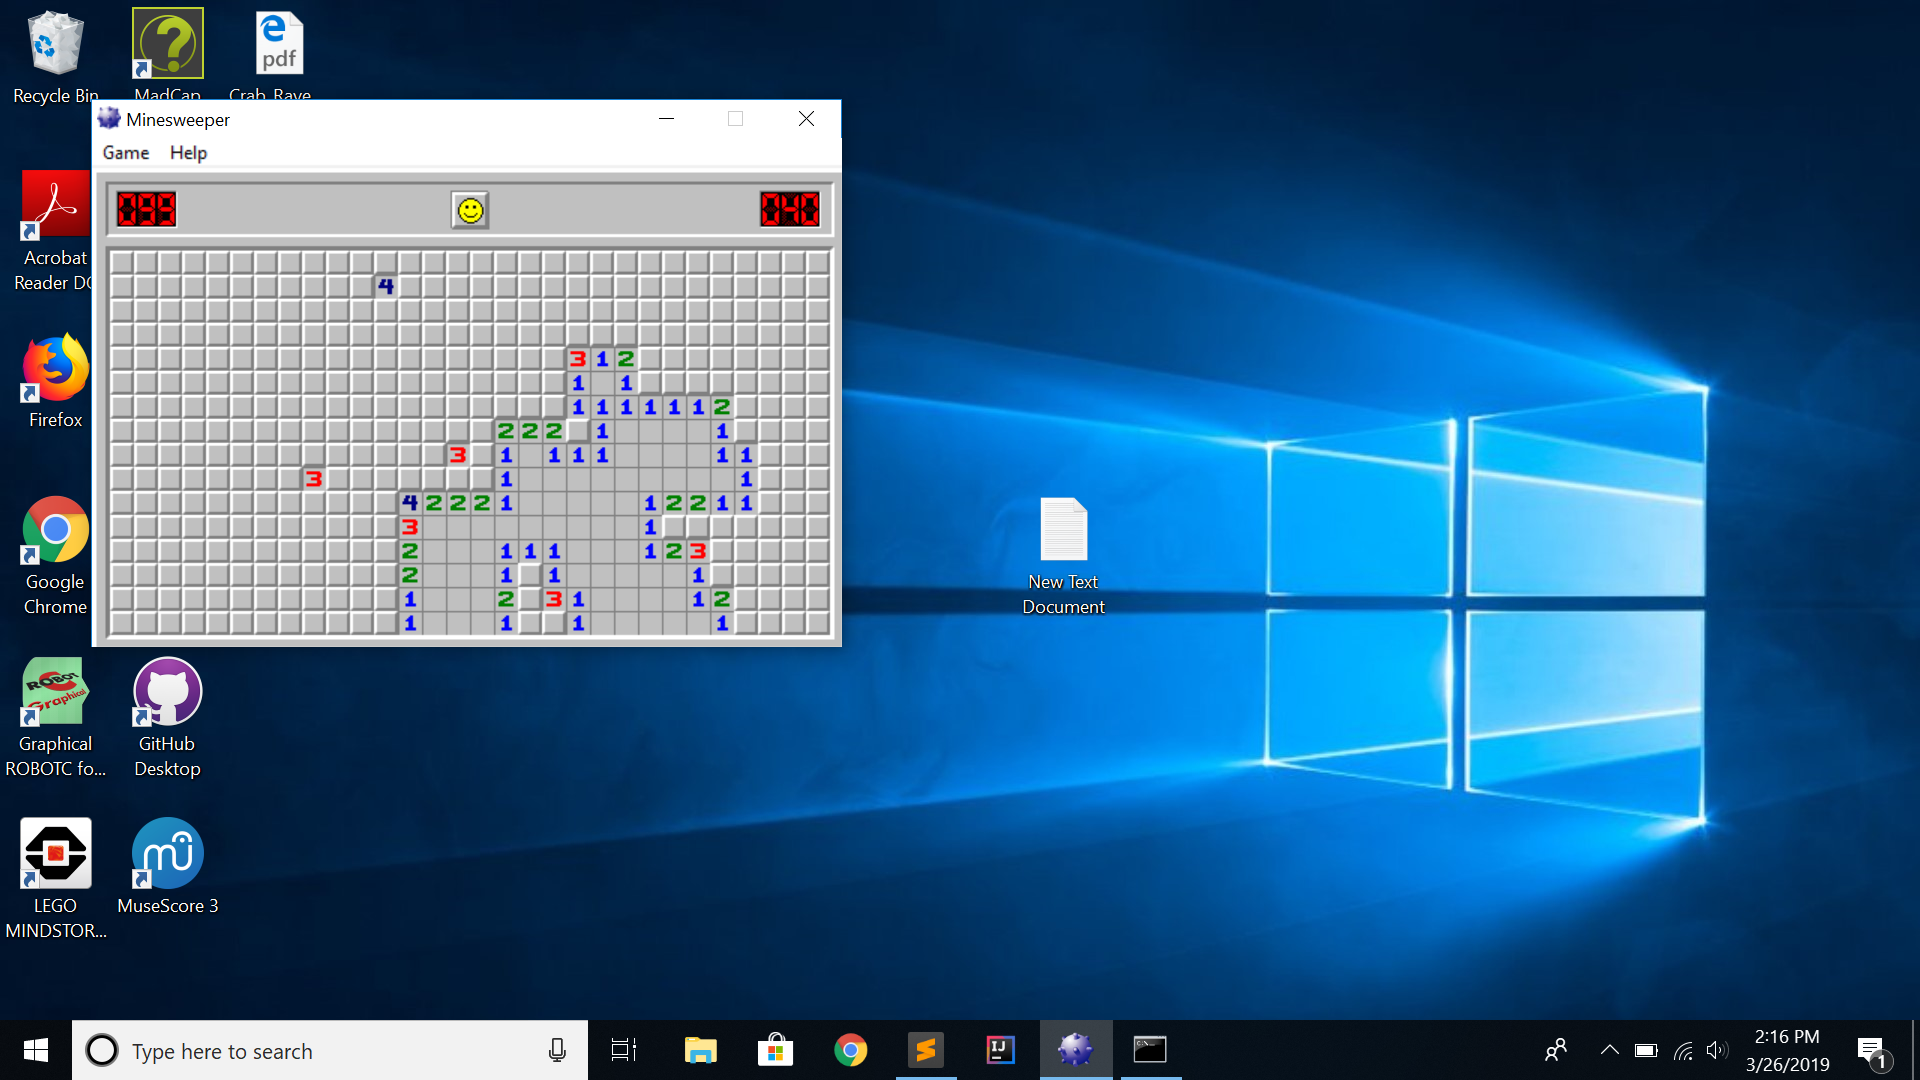 Recycle Bin
MadCap
Crab Rave
pdf
Minesweeper
Game Help
4
Acrobat
Reader DC
3 1 2
1 1
Firefox
1 1 1 1 1 1 2
2 2 2 1 1
3 1 1 1 1 1 1
3 1 1
4 2 2 2 1 1 2 2 1 1
3 1
2 1 1 1 1 2 3
2 1 1 1
1 2 3 1 1 2
1 1 1 1
Google
Chrome
New Text
Document
ROBOT
Graphical
Graphical
ROBOTC fo...
GitHub
Desktop
LEGO
MINDSTOR...
MuseScore 3
Type here to search
IJ
2:16 PM
3/26/2019
1